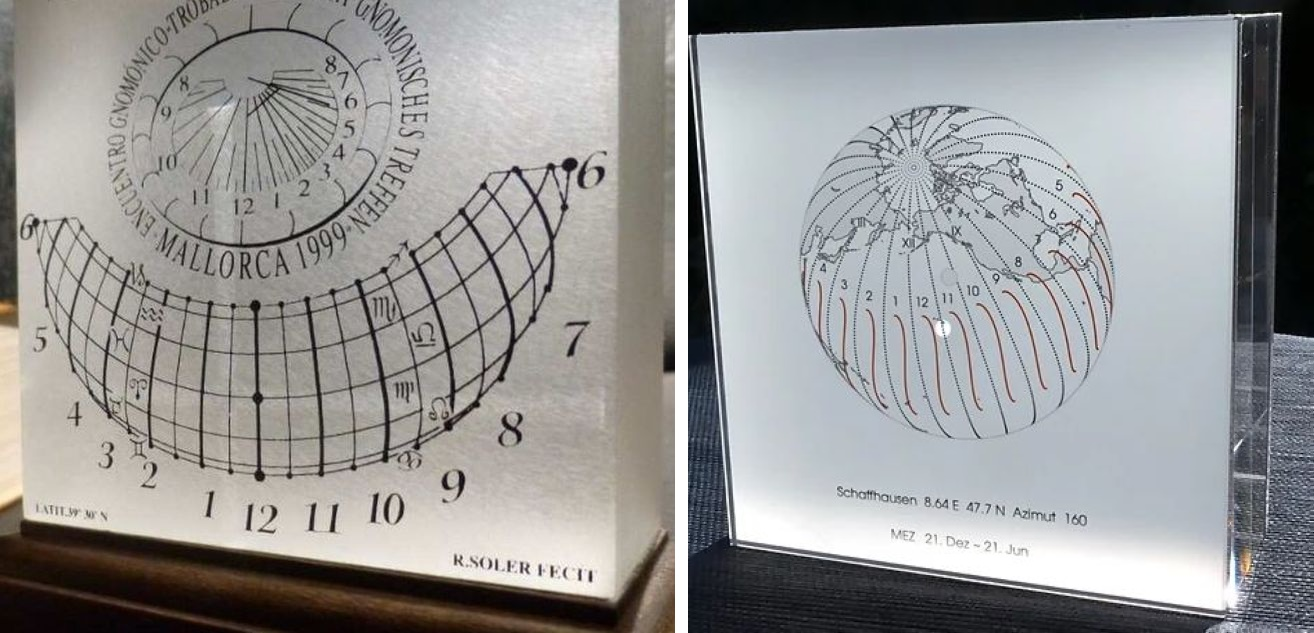 ENCUENTRO GNOMONICO-TROBA
GNOMONISCHES TREFFEN
MALLORCA 1999
8 9 10 11 12 1 2 3 4 5 6 7 8
6 5 4 3 2 1 12 11 10 9 8 7 6
♑ ♒ ♓ ♈ ♉ ♊
♐ ♏ ♎ ♍ ♌ ♋
LATIT.39° 30' N
R.SOLER FECIT
III XII IX
5
6
4 3 2 1 12 11 10 9 8
Schaffhausen 8.64 E 47.7 N Azimut 160
MEZ 21. Dez ~ 21. Jun